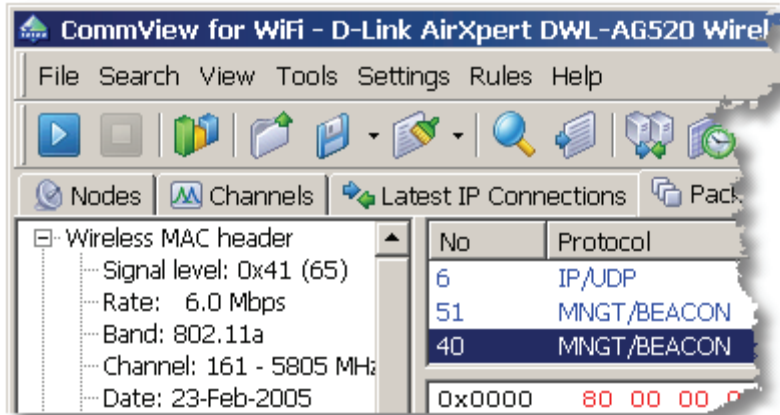 CommView for WiFi - D-Link AirXpert DWL-AG520
File Search View Tools Settings Rules Help
Nodes Channels Latest IP Connections
Wireless MAC header
Signal level: 0x41 (65)
Rate: 6.0 Mbps
Band: 802.11a
Channel: 161 - 5805 MHz
Date: 23-Feb-2005
No Protocol
6 IP/UDP
51 MNGT/BEACON
40 MNGT/BEACON
0x0000 80 00 00